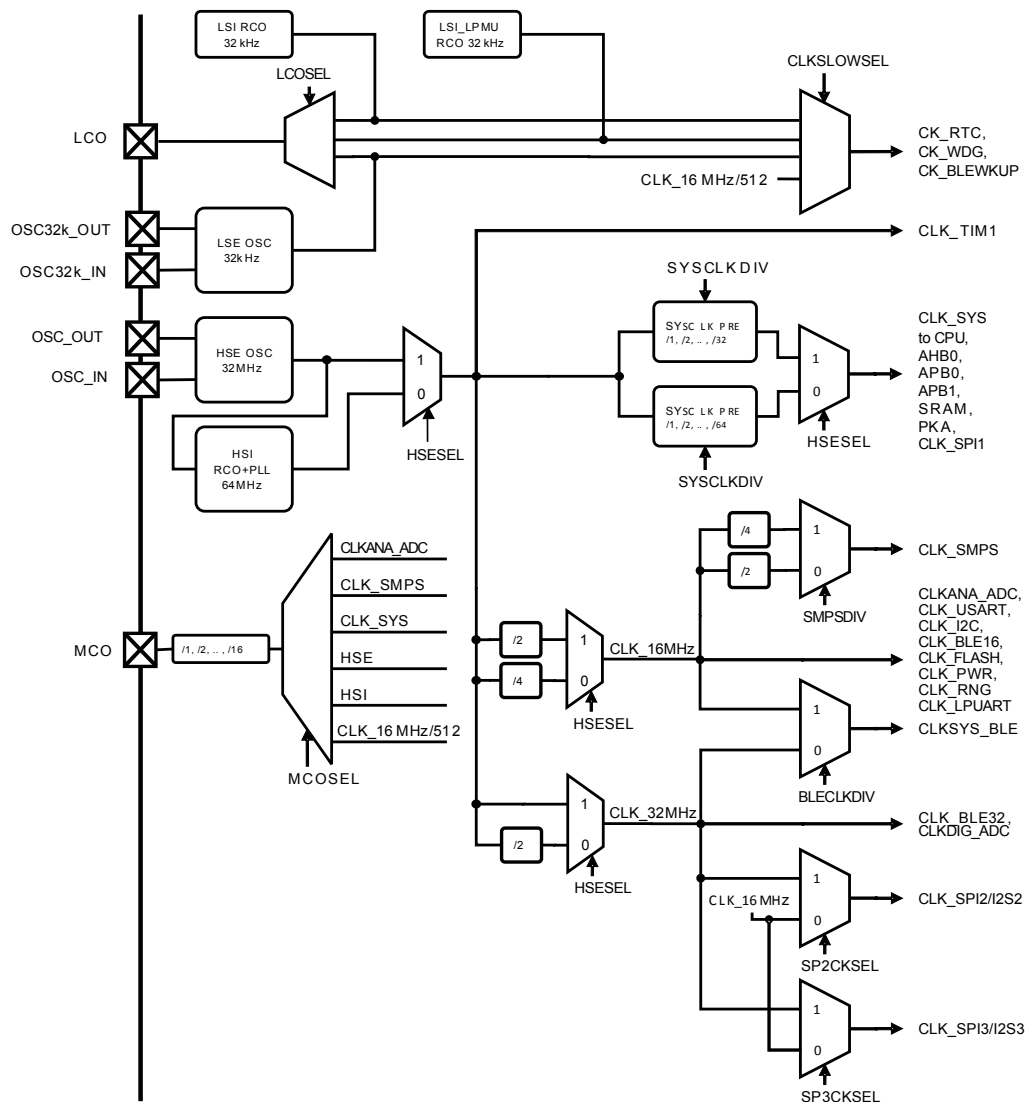 LSI RCO
32 kHz
LSI_LPMU
RCO 32 kHz
LCOSEL
CLKSLOWSEL
LCO
CK_RTC,
CK_WDG,
CK_BLEWKUP
CLK_16 MHz/512
OSC32k_OUT
OSC32k_IN
LSE OSC
32kHz
CLK_TIM1
SYSCLKDIV
OSC_OUT
OSC_IN
HSE OSC
32MHz
1
0
HSESEL
SYSC LK PRE
/1, /2, .. , /32
SYSC LK PRE
/1, /2, .. , /64
SYSCLKDIV
1
0
HSESEL
CLK_SYS
to CPU,
AHB0,
APB0,
APB1,
SRAM,
PKA,
CLK_SPI1
HSI
RCO+PLL
64MHz
CLKANA_ADC
CLK_SMPS
CLK_SYS
HSE
HSI
CLK_16 MHz/512
MCO
/1, /2, .. , /16
MCOSEL
/4
/2
1
0
SMPSDIV
CLK_SMPS
/2
/4
1
0
HSESEL
CLK_16MHz
CLKANA_ADC,
CLK_USART,
CLK_I2C,
CLK_BLE16,
CLK_FLASH,
CLK_PWR,
CLK_RNG
CLK_LPUART
1
0
BLECLKDIV
CLKSYS_BLE
/2
1
0
HSESEL
CLK_32MHz
CLK_BLE32,
CLKDIG_ADC
CLK_16 MHz
1
0
SP2CKSEL
CLK_SPI2/I2S2
1
0
SP3CKSEL
CLK_SPI3/I2S3